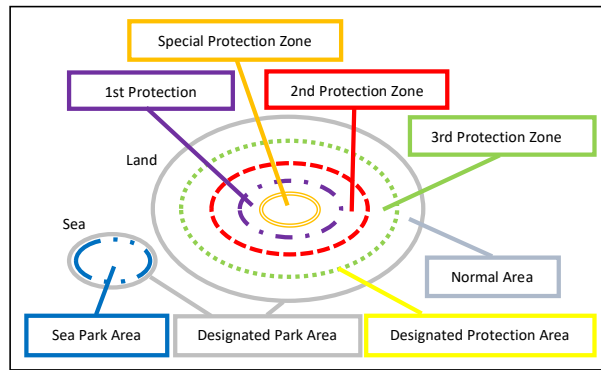 Special Protection Zone
1st Protection
2nd Protection Zone
3rd Protection Zone
Land
Sea
Normal Area
Sea Park Area
Designated Park Area
Designated Protection Area